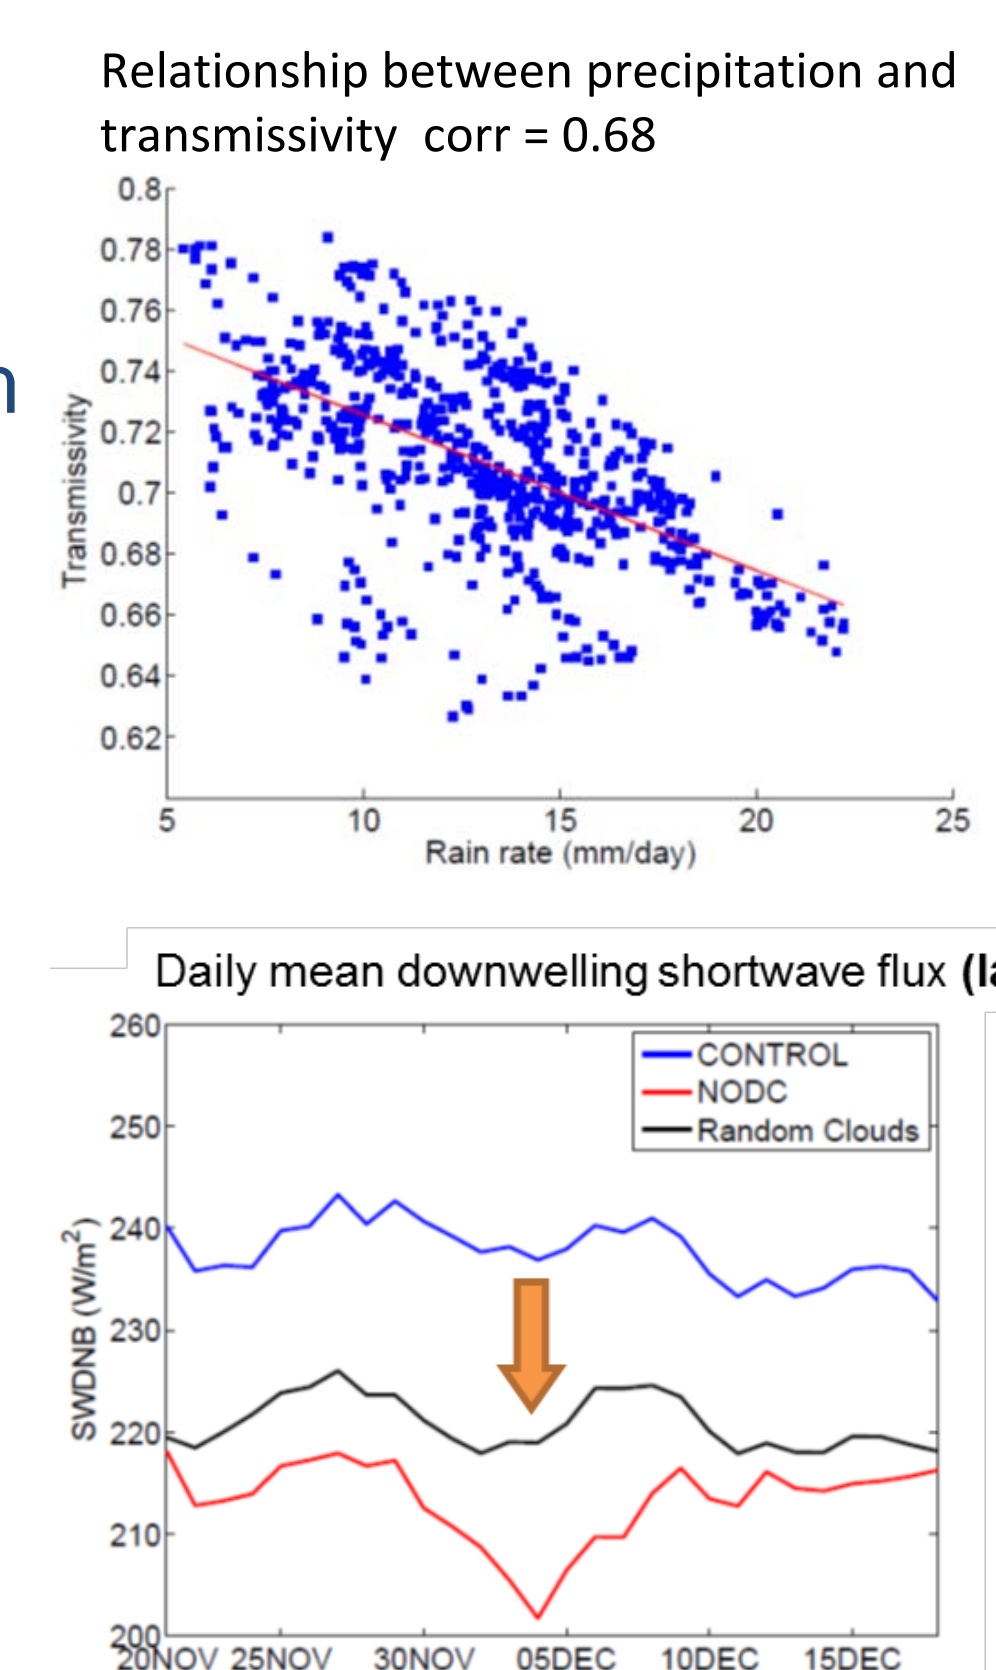 Relationship between precipitation and
transmissivity corr = 0.68
n
0.8
0.78
0.76
0.74
0.72
0.7
0.68
0.66
0.64
0.62
Transmissivity
5 10 15 20 25
Rain rate (mm/day)
Daily mean downwelling shortwave flux (la
260
250
240
230
220
210
200
SWDNB (W/m²)
CONTROL
NODC
Random Clouds
20NOV 25NOV 30NOV 05DEC 10DEC 15DEC